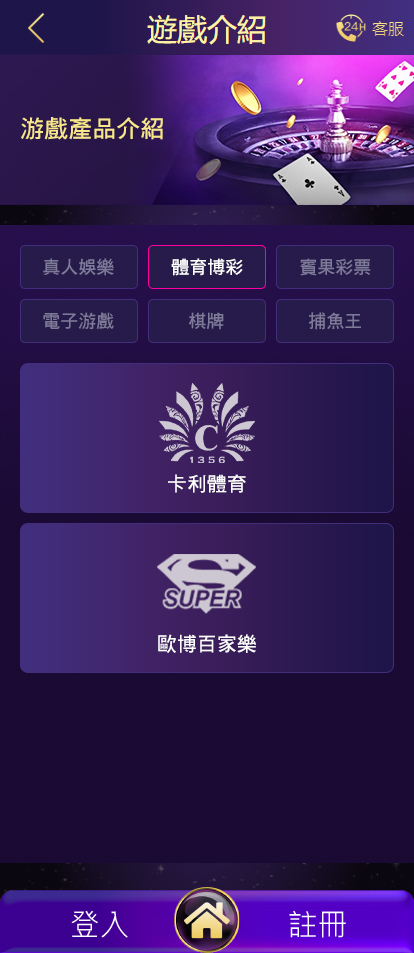 遊戲介紹
24H 客服
游戲產品介紹
真人娛樂 體育博彩 賓果彩票
電子游戲 棋牌 捕魚王
C
1356
卡利體育
S
SUPER
歐博百家樂
登入 註冊